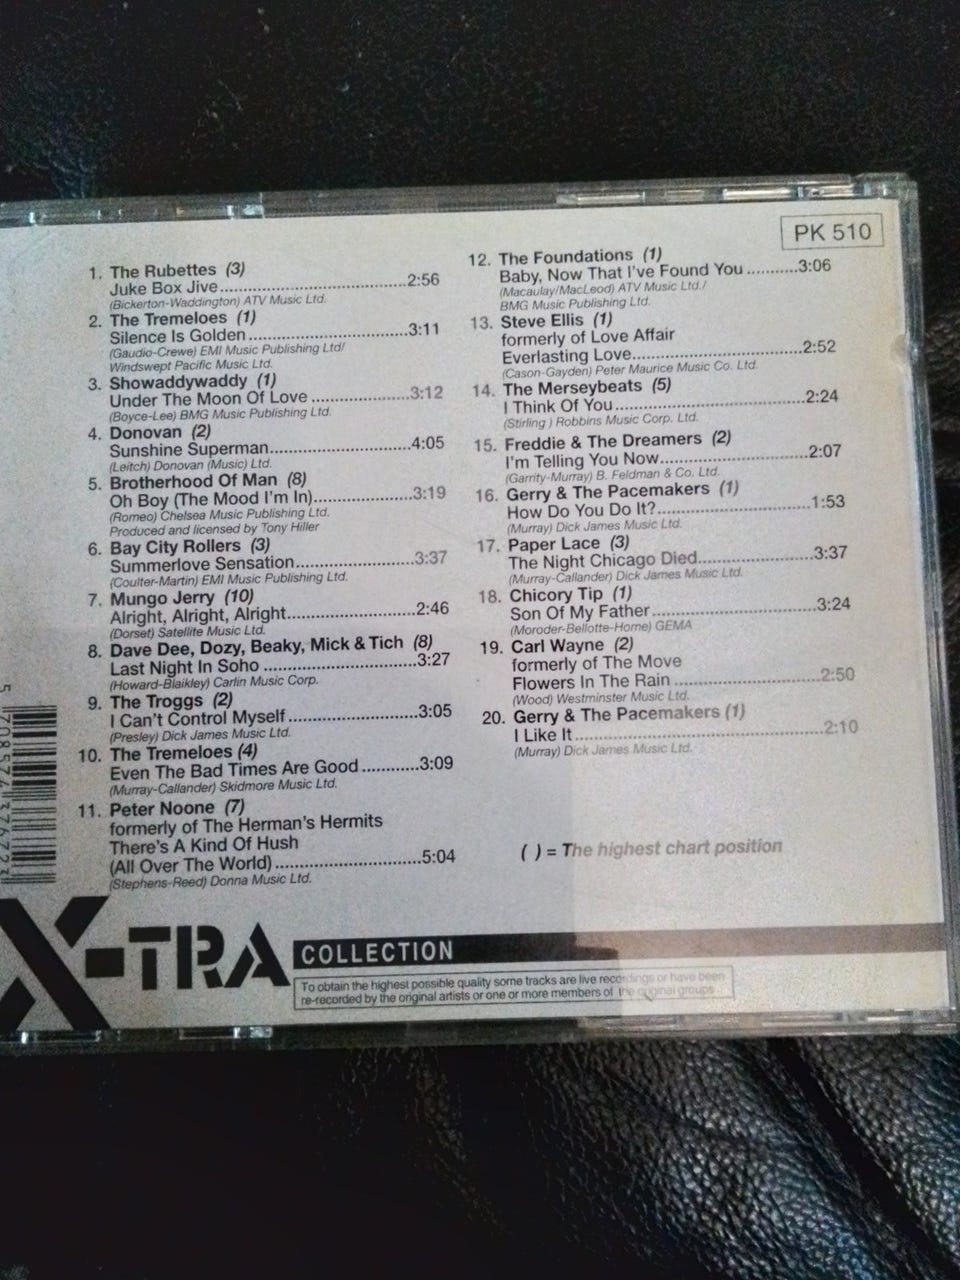 PK 510
1. The Rubettes (3)
Juke Box Jive..............................2:56
(Bickerton-Waddington) ATV Music Ltd.
2. The Tremeloes (1)
Silence Is Golden..........................3:11
(Gaudio-Crewe) EMI Music Publishing Ltd/
Windswept Pacific Music Ltd.
3. Showaddywaddy (1)
Under The Moon Of Love ................3:12
(Boyce-Lee) BMG Music Publishing Ltd.
4. Donovan (2)
Sunshine Superman.......................4:05
(Leitch) Donovan (Music) Ltd.
5. Brotherhood Of Man (8)
Oh Boy (The Mood I'm In)................3:19
(Romeo) Chelsea Music Publishing Ltd.
Produced and licensed by Tony Hiller
6. Bay City Rollers (3)
Summerlove Sensation...................3:37
(Coulter-Martin) EMI Music Publishing Ltd.
7. Mungo Jerry (10)
Alright, Alright, Alright.....................2:46
(Dorset) Satellite Music Ltd.
8. Dave Dee, Dozy, Beaky, Mick & Tich (8)
Last Night In Soho .........................3:27
(Howard-Blaikley) Carlin Music Corp.
9. The Troggs (2)
I Can't Control Myself.....................3:05
(Presley) Dick James Music Ltd.
10. The Tremeloes (4)
Even The Bad Times Are Good .........3:09
(Murray-Callander) Skidmore Music Ltd.
11. Peter Noone (7)
formerly of The Herman's Hermits
There's A Kind Of Hush
(All Over The World)........................5:04
(Stephens-Reed) Donna Music Ltd.
12. The Foundations (1)
Baby, Now That I've Found You ..........3:06
(Macaulay/MacLeod) ATV Music Ltd./
BMG Music Publishing Ltd.
13. Steve Ellis (1)
formerly of Love Affair
Everlasting Love............................2:52
(Cason-Gayden) Peter Maurice Music Co. Ltd.
14. The Merseybeats (5)
I Think Of You...............................2:24
(Stirling ) Robbins Music Corp. Ltd.
15. Freddie & The Dreamers (2)
I'm Telling You Now........................2:07
(Garrity-Murray) B. Feldman & Co. Ltd.
16. Gerry & The Pacemakers (1)
How Do You Do It?.........................1:53
(Murray) Dick James Music Ltd.
17. Paper Lace (3)
The Night Chicago Died...................3:37
(Murray-Callander) Dick James Music Ltd.
18. Chicory Tip (1)
Son Of My Father...........................3:24
(Moroder-Bellotte-Home) GEMA
19. Carl Wayne (2)
formerly of The Move
Flowers In The Rain .......................2:50
(Wood) Westminster Music Ltd.
20. Gerry & The Pacemakers (1)
I Like It........................................2:10
(Murray) Dick James Music Ltd.
( ) = The highest chart position
5 708574 376723
X-TRA COLLECTION
To obtain the highest possible quality some tracks are live recordings or have been
re-recorded by the original artists or one or more members of the original groups.